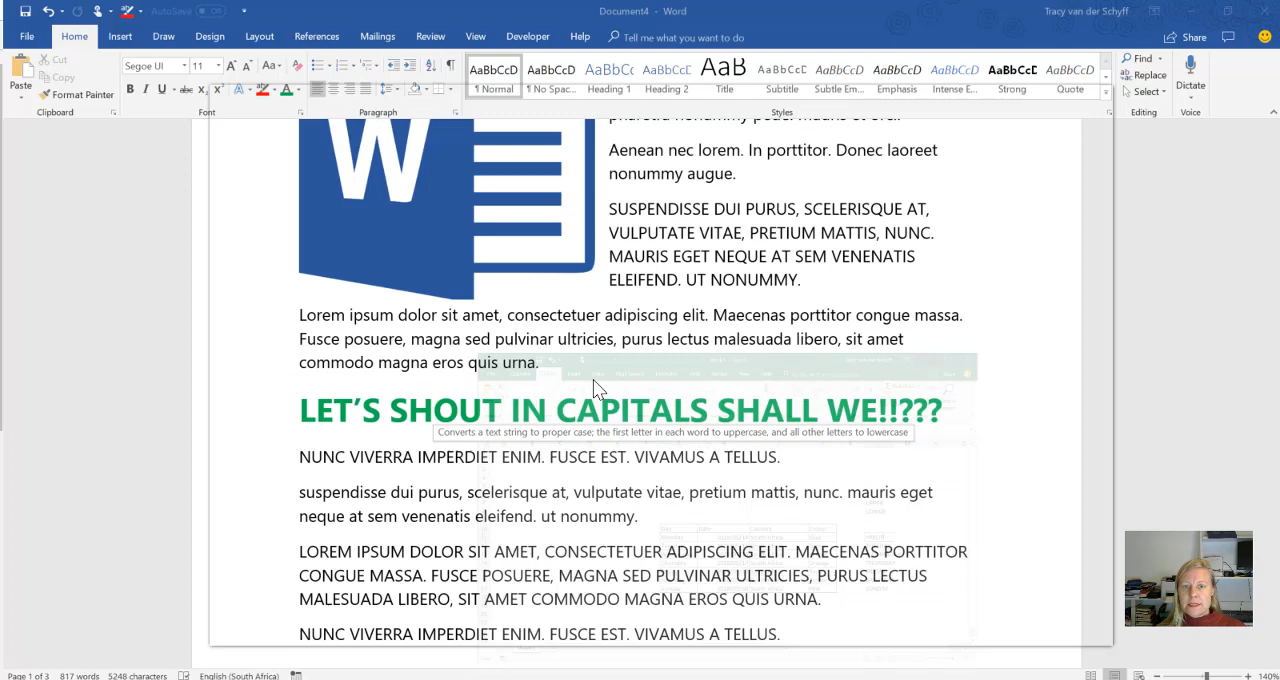 AutoSave Off
Document4 - Word
Tracy van der Schyff
File Home Insert Draw Design Layout References Mailings Review View Developer Help Tell me what you want to do Share
Paste
Cut
Copy
Format Painter
Clipboard
Segoe UI 11
Font
Paragraph
AaBbCcD AaBbCcD AaBbCc AaBbCcD AaB AaBbCcD AaBbCcD AaBbCcD AaBbCcD AaBbCcD AaBbCcD
¶ Normal ¶ No Spac... Heading 1 Heading 2 Title Subtitle Subtle Em... Emphasis Intense E... Strong Quote
Styles
Find
Replace
Select
Editing
Dictate
Voice
W
Aenean nec lorem. In porttitor. Donec laoreet
nonummy augue.
SUSPENDISSE DUI PURUS, SCELERISQUE AT,
VULPUTATE VITAE, PRETIUM MATTIS, NUNC.
MAURIS EGET NEQUE AT SEM VENENATIS
ELEIFEND. UT NONUMMY.
Lorem ipsum dolor sit amet, consectetuer adipiscing elit. Maecenas porttitor congue massa.
Fusce posuere, magna sed pulvinar ultricies, purus lectus malesuada libero, sit amet
commodo magna eros quis urna.
LET’S SHOUT IN CAPITALS SHALL WE!!???
Converts a text string to proper case; the first letter in each word to uppercase, and all other letters to lowercase
NUNC VIVERRA IMPERDIET ENIM. FUSCE EST. VIVAMUS A TELLUS.
suspendisse dui purus, scelerisque at, vulputate vitae, pretium mattis, nunc. mauris eget
neque at sem venenatis eleifend. ut nonummy.
LOREM IPSUM DOLOR SIT AMET, CONSECTETUER ADIPISCING ELIT. MAECENAS PORTTITOR
CONGUE MASSA. FUSCE POSUERE, MAGNA SED PULVINAR ULTRICIES, PURUS LECTUS
MALESUADA LIBERO, SIT AMET COMMODO MAGNA EROS QUIS URNA.
NUNC VIVERRA IMPERDIET ENIM. FUSCE EST. VIVAMUS A TELLUS.
Page 1 of 3 817 words 5248 characters English (South Africa) 140%